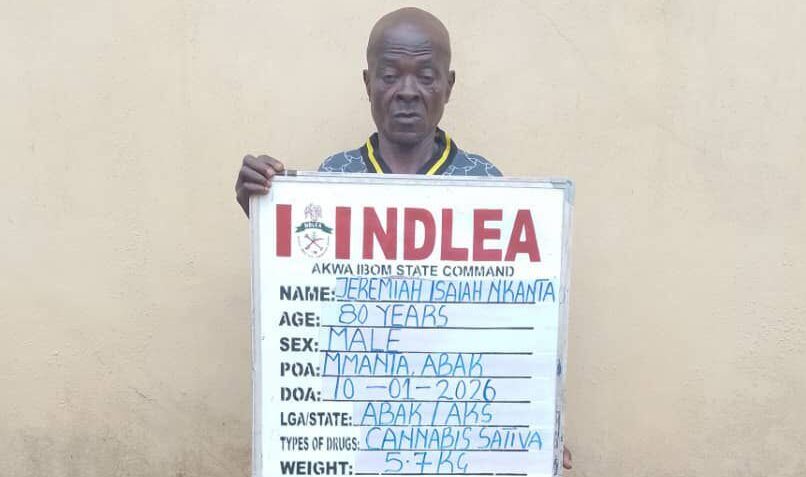 NDLEA
INDLEA
AKWA IBOM STATE COMMAND
NAME: JEREMIAH ISAIAH NKANTA
AGE: 80 YEARS
SEX: MALE
POA: MMANTA, ABAK
DOA: 10-01-2026
LGA/STATE: ABAK / AKS
TYPES OF DRUGS: CANNABIS SATIVA
WEIGHT: 5.7KG